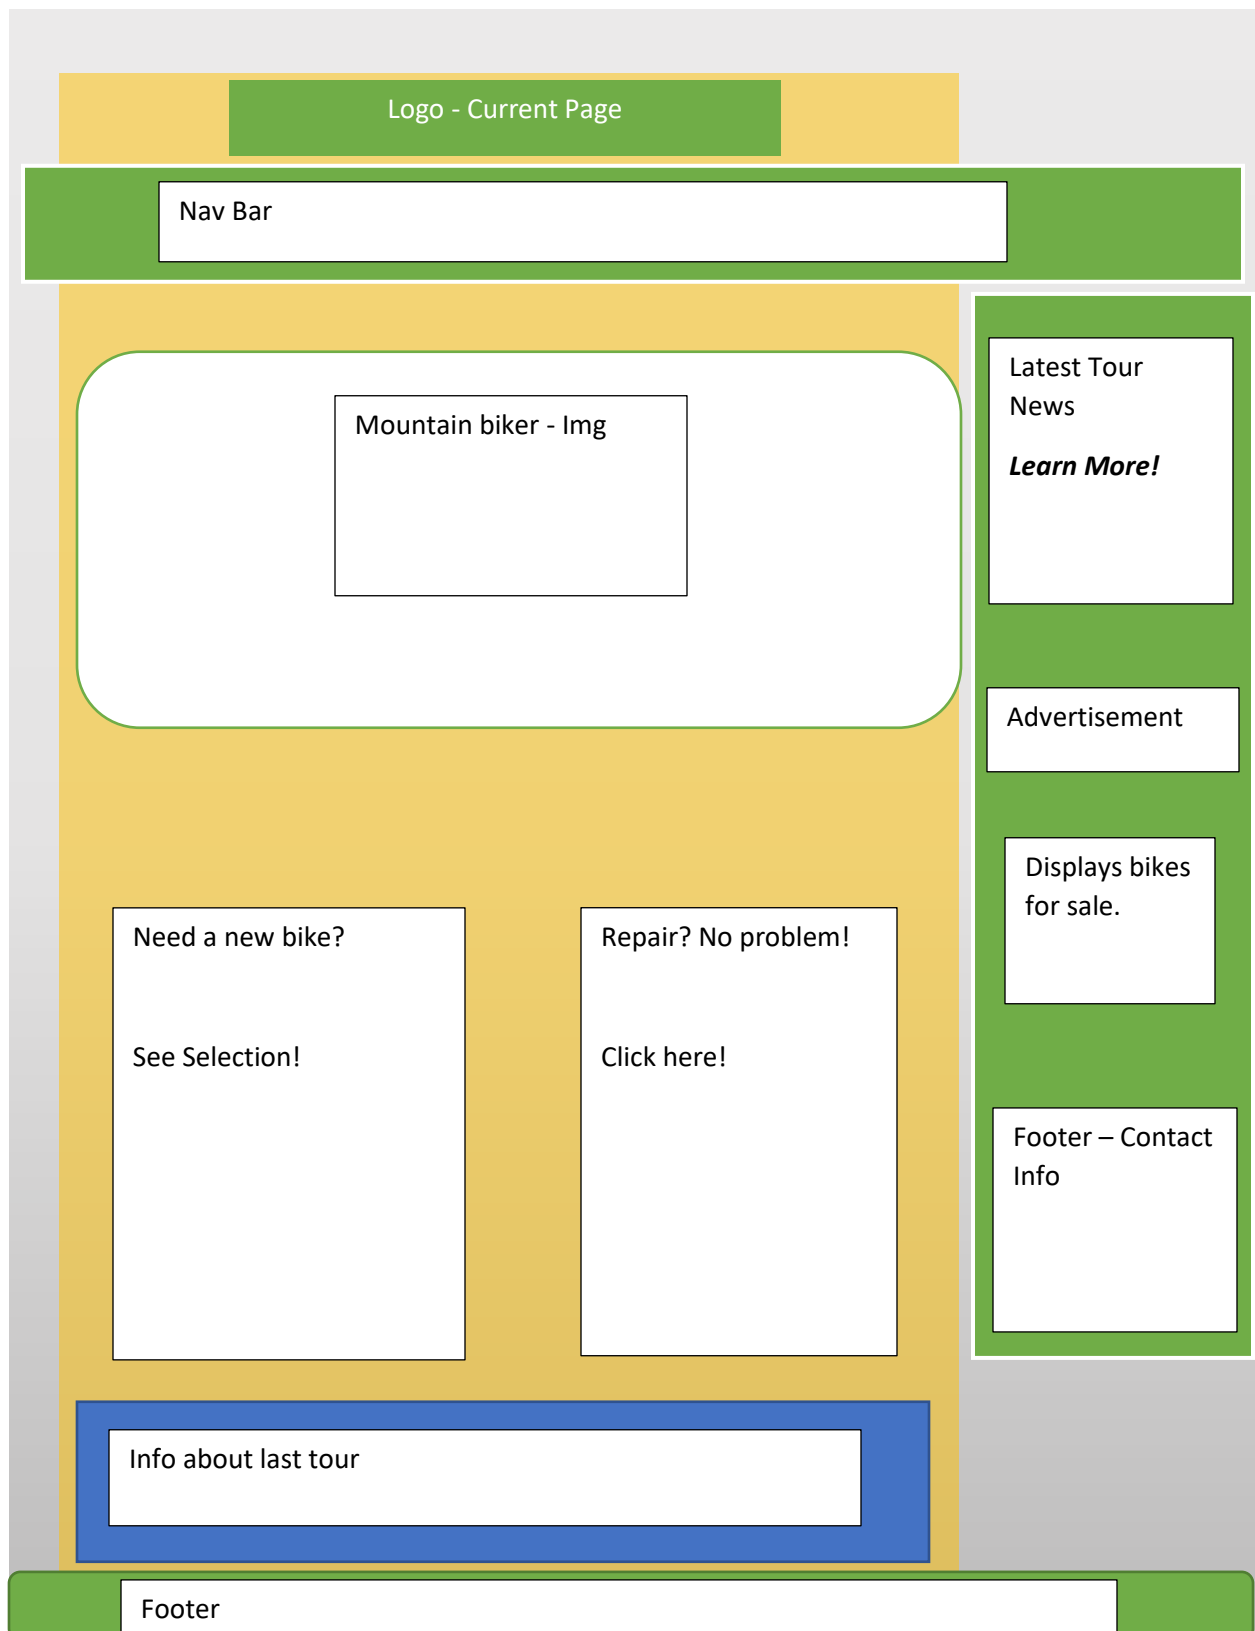 Logo - Current Page
Nav Bar
Mountain biker - Img
Latest Tour
News
Learn More!
Advertisement
Displays bikes
for sale.
Need a new bike?
See Selection!
Repair? No problem!
Click here!
Footer – Contact
Info
Info about last tour
Footer